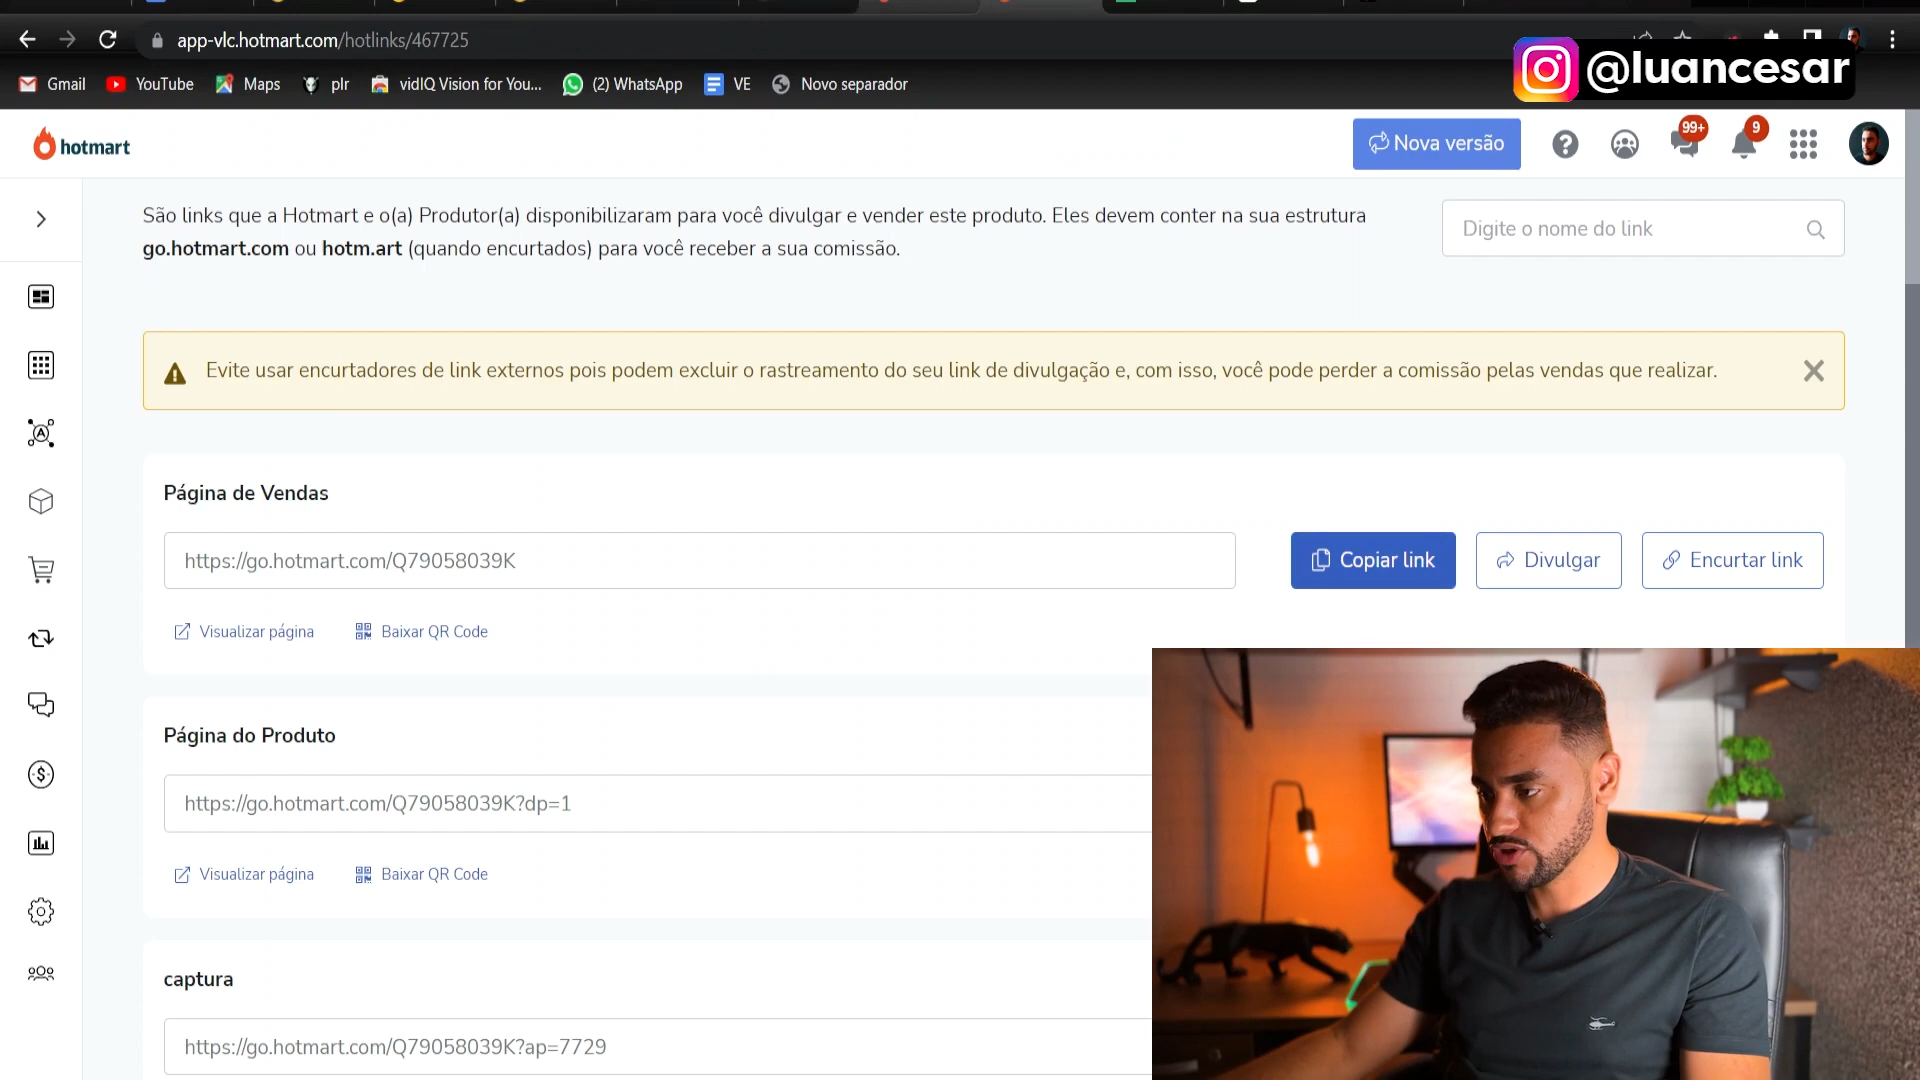 app-vlc.hotmart.com/hotlinks/467725
@luancesar
Gmail
YouTube
Maps
plr
vidIQ Vision for You...
(2) WhatsApp
VE
Novo separador
hotmart
Nova versão
99+
9
São links que a Hotmart e o(a) Produtor(a) disponibilizaram para você divulgar e vender este produto. Eles devem conter na sua estrutura
go.hotmart.com ou hotm.art (quando encurtados) para você receber a sua comissão.
Digite o nome do link
Evite usar encurtadores de link externos pois podem excluir o rastreamento do seu link de divulgação e, com isso, você pode perder a comissão pelas vendas que realizar.
Página de Vendas
https://go.hotmart.com/Q79058039K
Copiar link
Divulgar
Encurtar link
Visualizar página
Baixar QR Code
Página do Produto
https://go.hotmart.com/Q79058039K?dp=1
Visualizar página
Baixar QR Code
captura
https://go.hotmart.com/Q79058039K?ap=7729